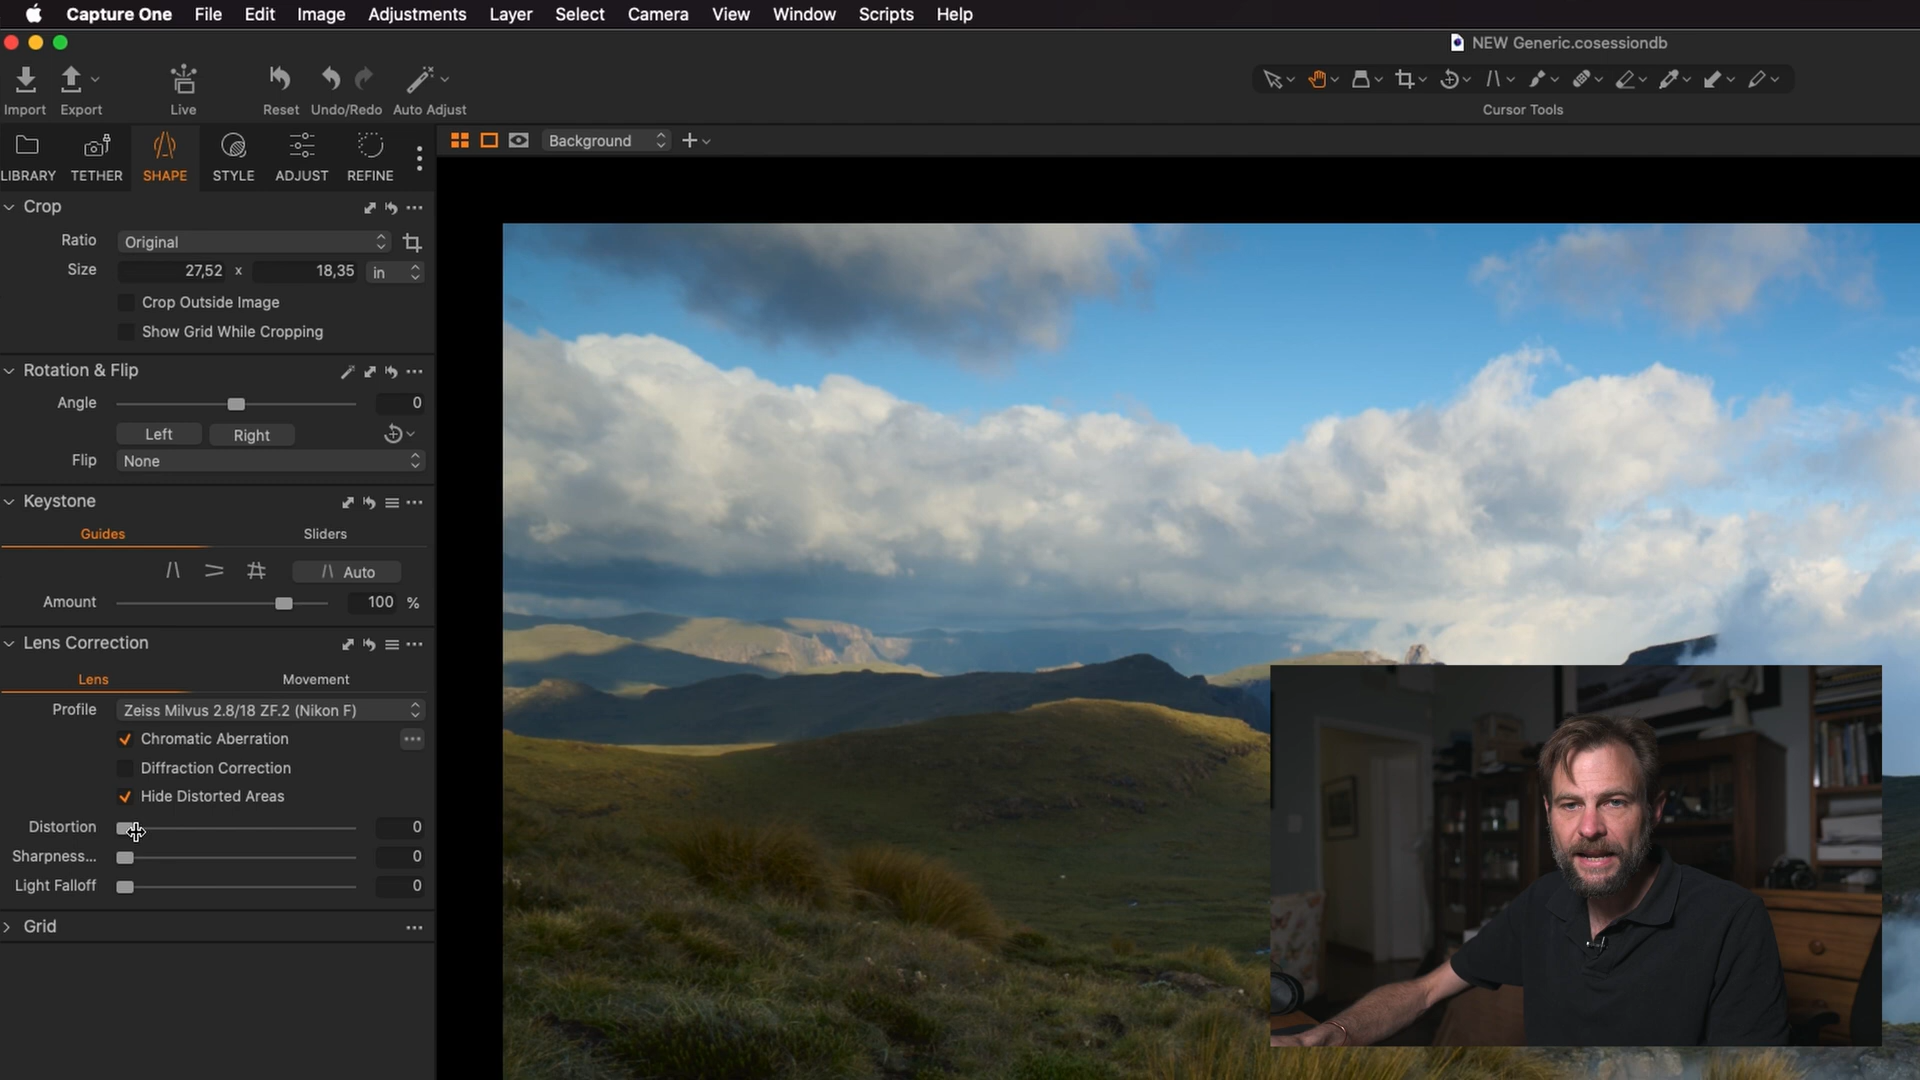 Capture One File Edit Image Adjustments Layer Select Camera View Window Scripts Help
NEW Generic.cosessiondb
Import Export Live Reset Undo/Redo Auto Adjust
Cursor Tools
LIBRARY TETHER SHAPE STYLE ADJUST REFINE
Background
Crop
Ratio Original
Size 27,52 x 18,35 in
Crop Outside Image
Show Grid While Cropping
Rotation & Flip
Angle 0
Left Right
Flip None
Keystone
Guides Sliders
Auto
Amount 100 %
Lens Correction
Lens Movement
Profile Zeiss Milvus 2.8/18 ZF.2 (Nikon F)
Chromatic Aberration
Diffraction Correction
Hide Distorted Areas
Distortion 0
Sharpness... 0
Light Falloff 0
Grid